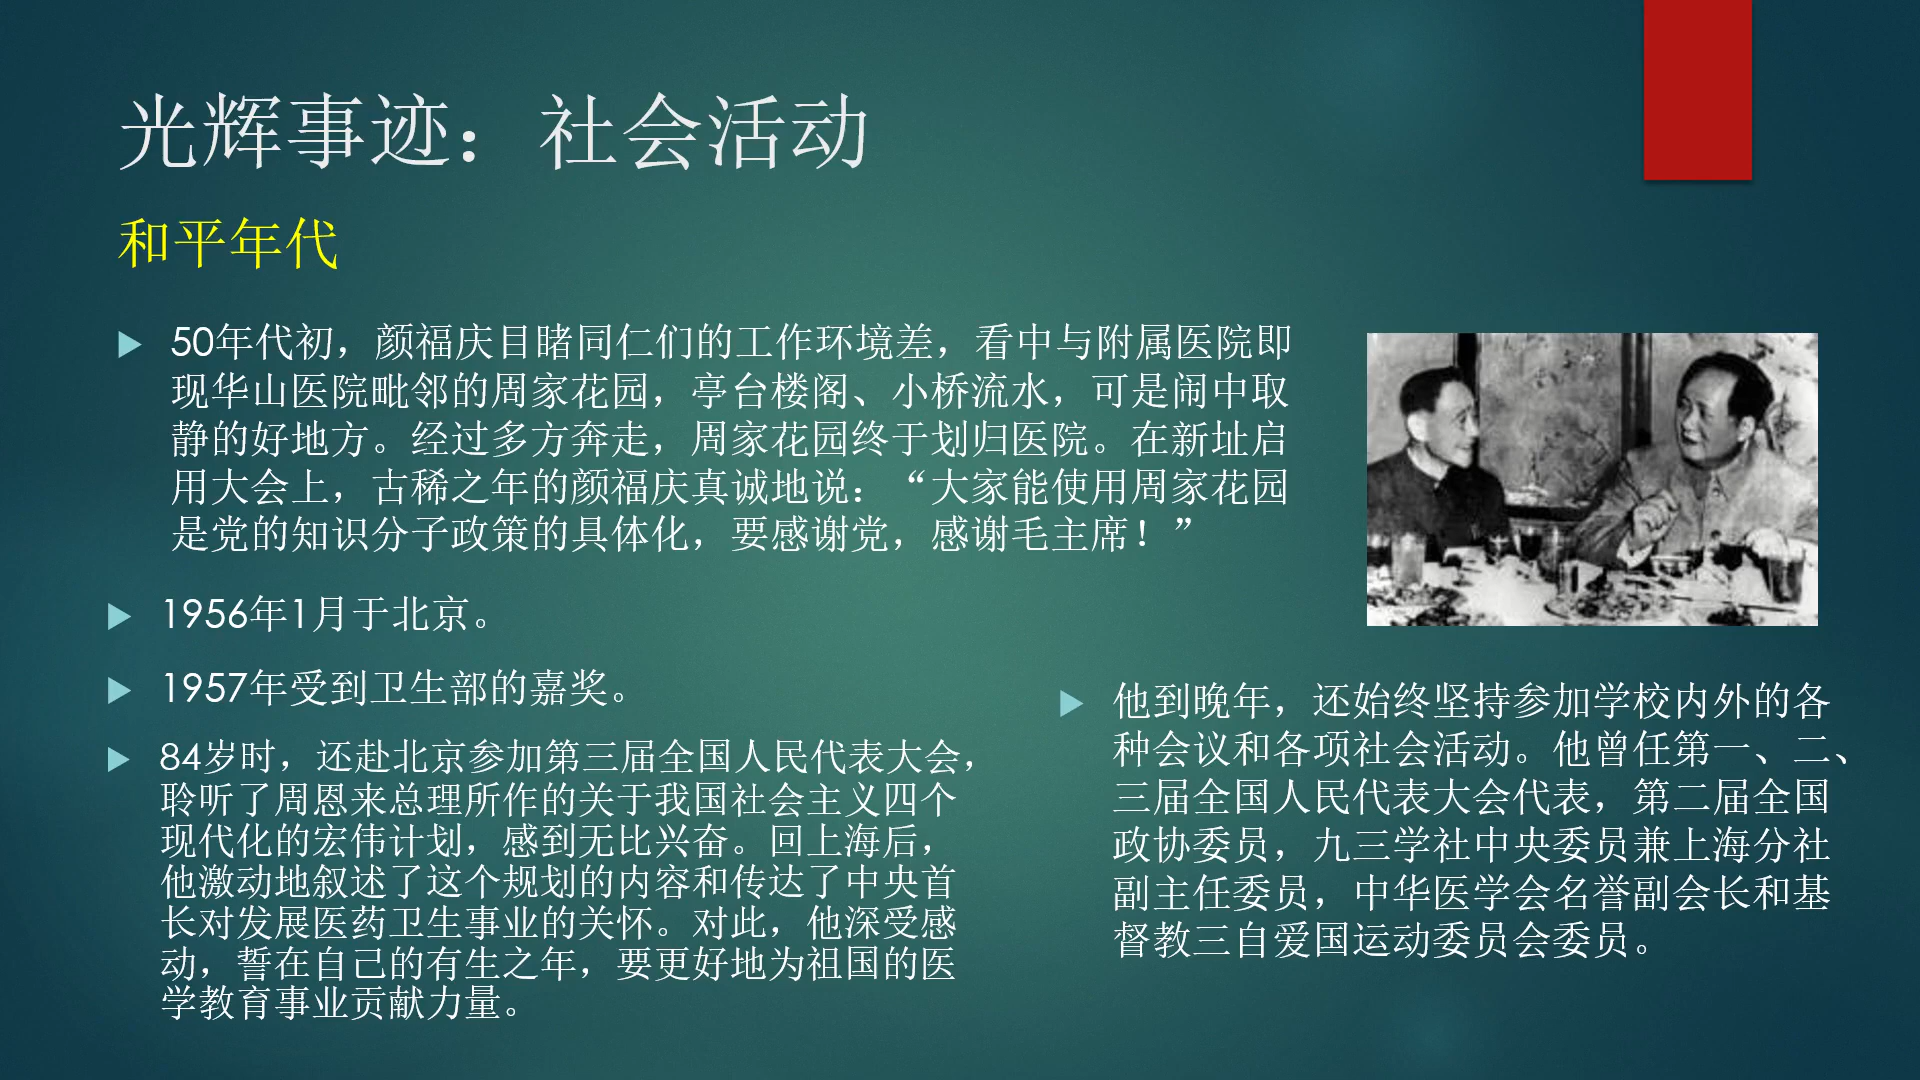 光辉事迹：社会活动
和平年代
50年代初，颜福庆目睹同仁们的工作环境差，看中与附属医院即
现华山医院毗邻的周家花园，亭台楼阁、小桥流水，可是闹中取
静的好地方。经过多方奔走，周家花园终于划归医院。在新址启
用大会上，古稀之年的颜福庆真诚地说：“大家能使用周家花园
是党的知识分子政策的具体化，要感谢党，感谢毛主席！”
1956年1月于北京。
1957年受到卫生部的嘉奖。
84岁时，还赴北京参加第三届全国人民代表大会，
聆听了周恩来总理所作的关于我国社会主义四个
现代化的宏伟计划，感到无比兴奋。回上海后，
他激动地叙述了这个规划的内容和传达了中央首
长对发展医药卫生事业的关怀。对此，他深受感
动，誓在自己的有生之年，要更好地为祖国的医
学教育事业贡献力量。
他到晚年，还始终坚持参加学校内外的各
种会议和各项社会活动。他曾任第一、二、
三届全国人民代表大会代表，第二届全国
政协委员，九三学社中央委员兼上海分社
副主任委员，中华医学会名誉副会长和基
督教三自爱国运动委员会委员。